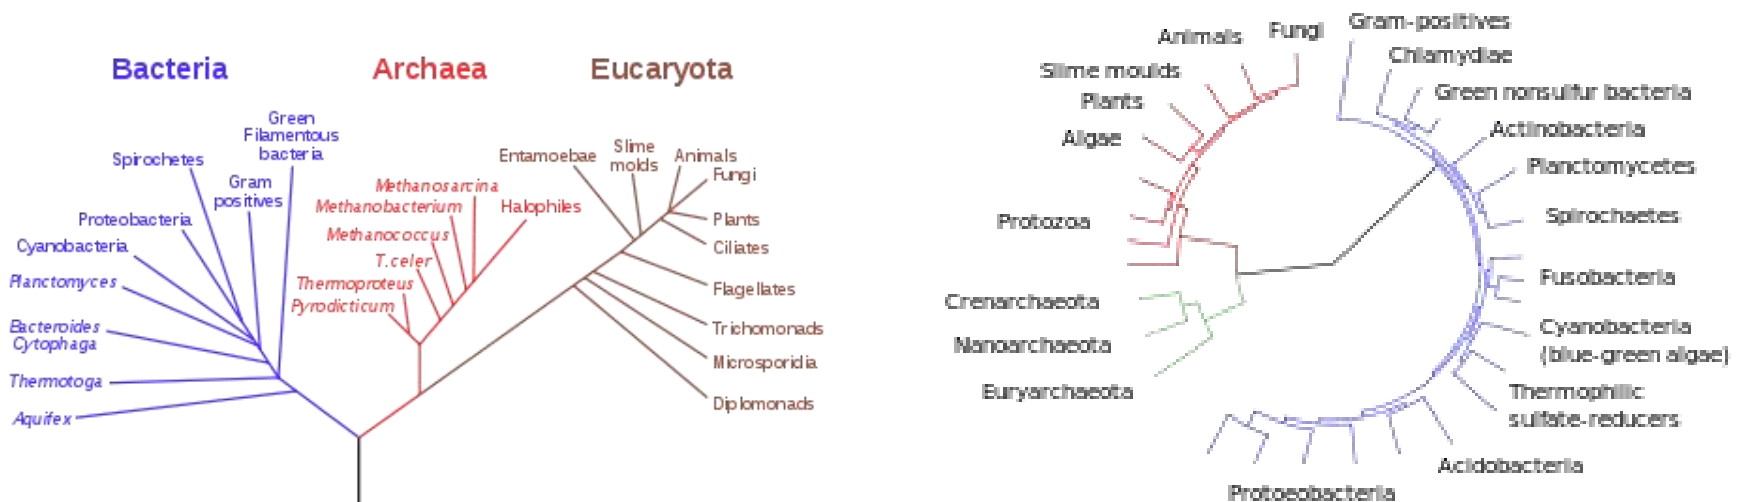 Bacteria
Archaea
Eucaryota
Green
Filamentous
bacteria
Spirochetes
Gram
positives
Proteobacteria
Cyanobacteria
Planctomyces
Bacteroides
Cytophaga
Thermotoga
Aquifex
Methanosarcina
Methanobacterium
Halophiles
Methanococcus
T.celer
Thermoproteus
Pyrodicticum
Entamoebae
Slime
molds
Animals
Fungi
Plants
Ciliates
Flagellates
Trichomonads
Microsporidia
Diplomonads
Fungi
Animals
Slime moulds
Plants
Algae
Protozoa
Crenarchaeota
Nanoarchaeota
Euryarchaeota
Gram-positives
Chlamydiae
Green nonsulfur bacteria
Actinobacteria
Planctomycetes
Spirochaetes
Fusobacteria
Cyanobacteria
(blue-green algae)
Thermophilic
sulfate-reducers
Acidobacteria
Protoeobacteria